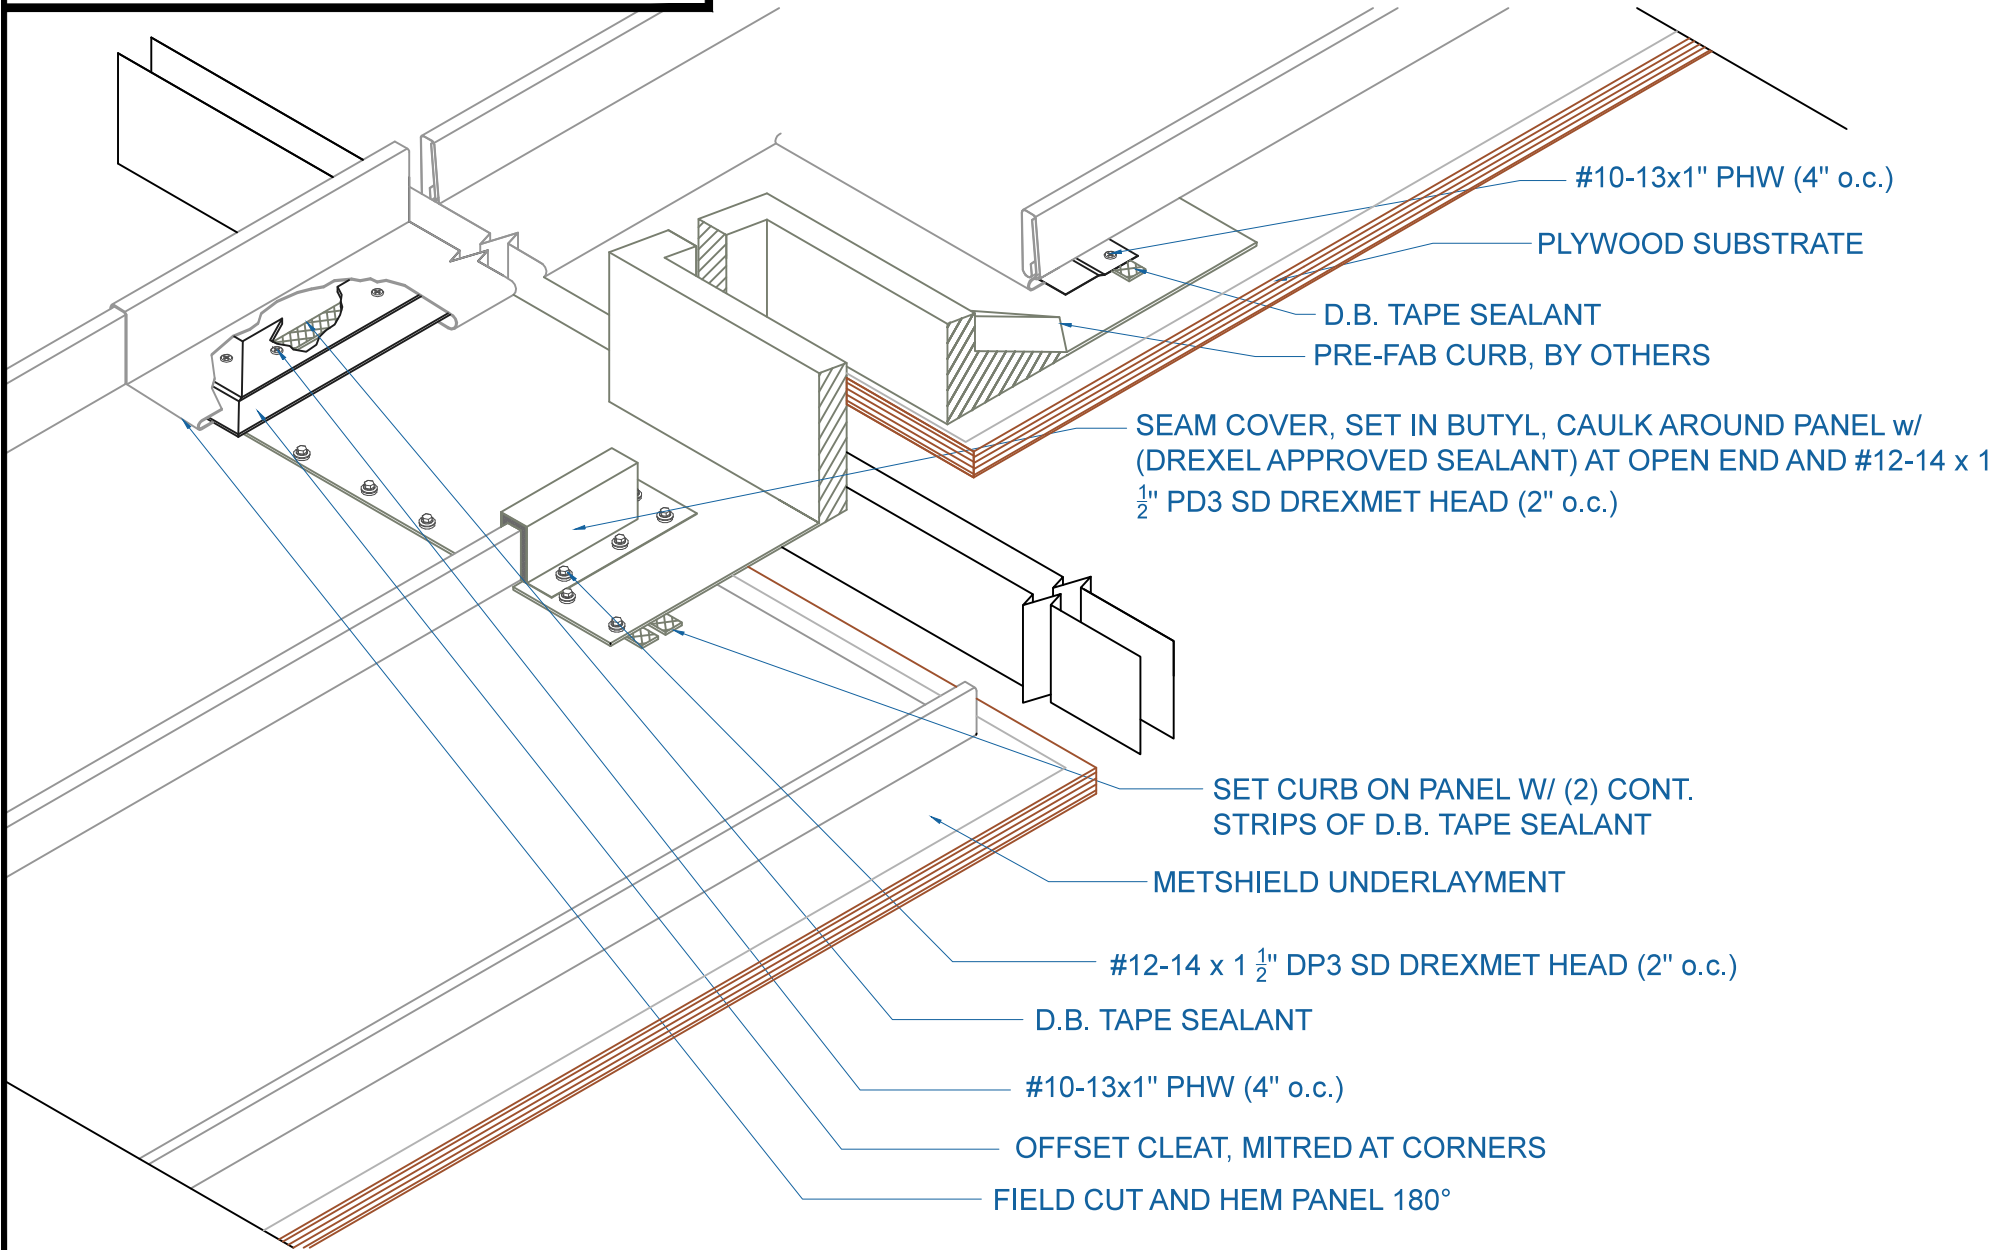 #10-13x1" PHW (4" o.c.)
PLYWOOD SUBSTRATE
D.B. TAPE SEALANT
PRE-FAB CURB, BY OTHERS
SEAM COVER, SET IN BUTYL, CAULK AROUND PANEL w/
(DREXEL APPROVED SEALANT) AT OPEN END AND #12-14 x 1
1/2" PD3 SD DREXMET HEAD (2" o.c.)
SET CURB ON PANEL W/ (2) CONT.
STRIPS OF D.B. TAPE SEALANT
METSHIELD UNDERLAYMENT
#12-14 x 1 1/2" DP3 SD DREXMET HEAD (2" o.c.)
D.B. TAPE SEALANT
#10-13x1" PHW (4" o.c.)
OFFSET CLEAT, MITRED AT CORNERS
FIELD CUT AND HEM PANEL 180°